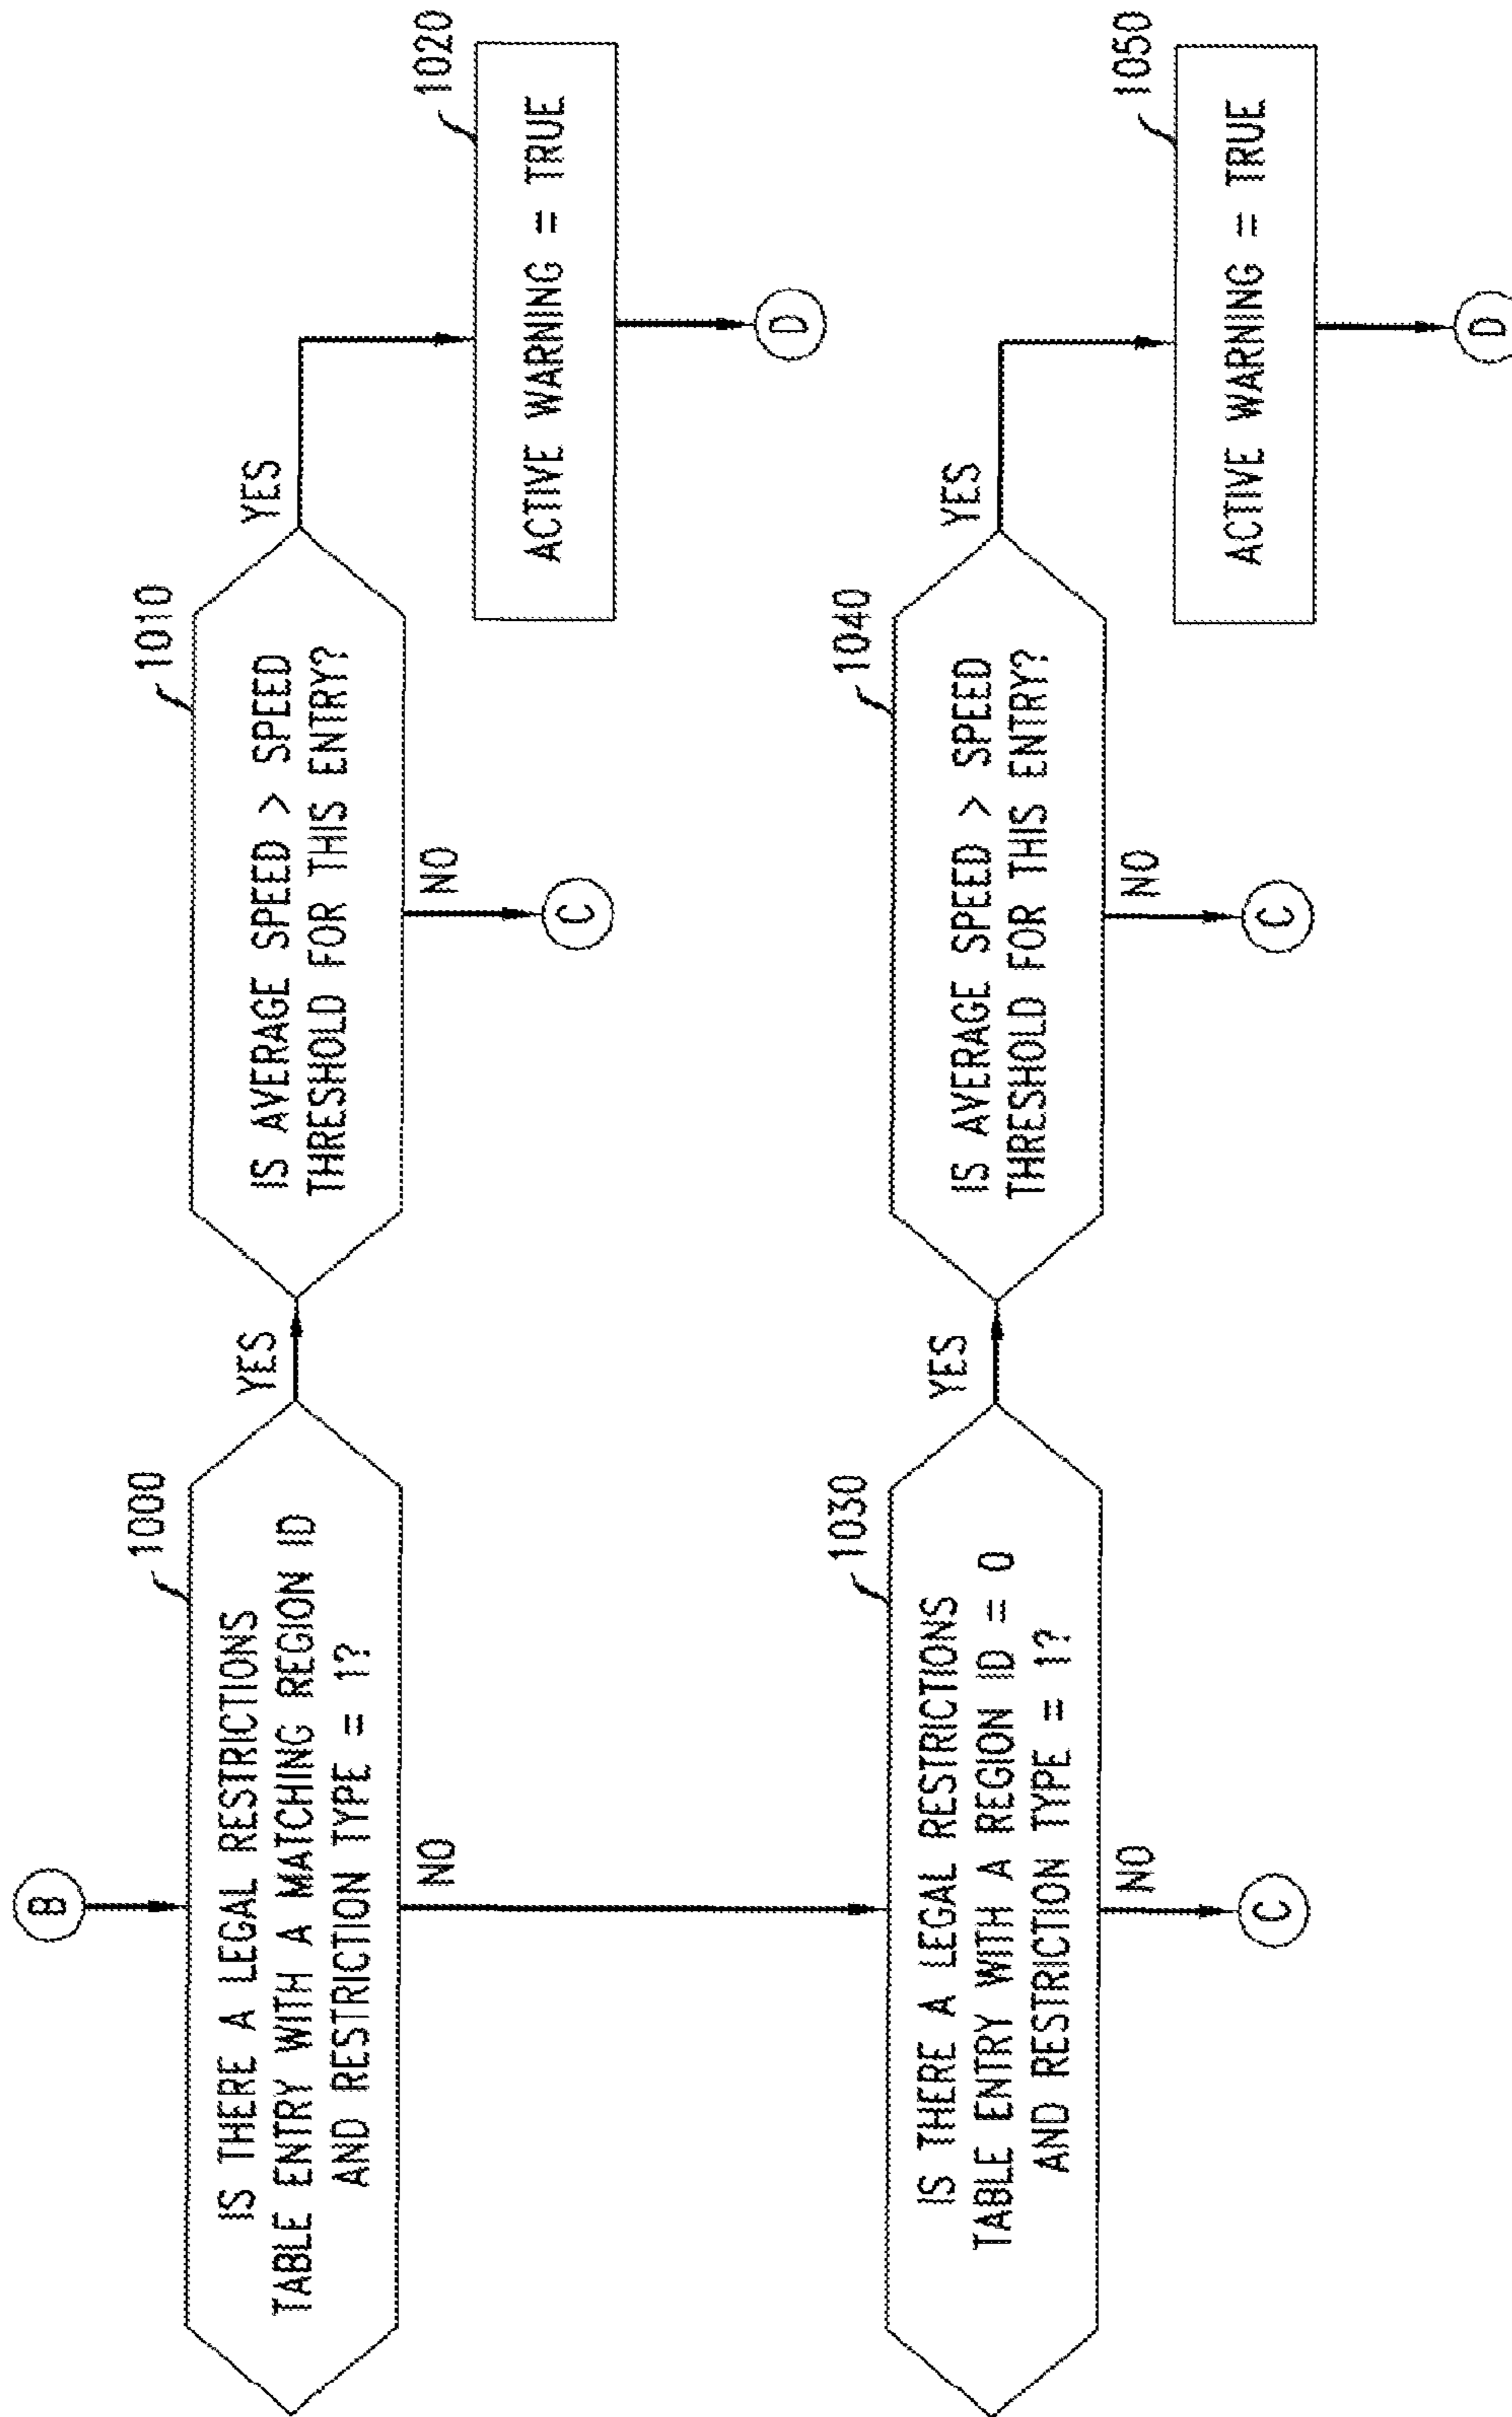 B
1000
IS THERE A LEGAL RESTRICTIONS
TABLE ENTRY WITH A MATCHING REGION ID
AND RESTRICTION TYPE = 1?
YES
NO
1010
IS AVERAGE SPEED > SPEED
THRESHOLD FOR THIS ENTRY?
YES
NO
C
1020
ACTIVE WARNING = TRUE
D
1030
IS THERE A LEGAL RESTRICTIONS
TABLE ENTRY WITH A REGION ID = 0
AND RESTRICTION TYPE = 1?
YES
NO
C
1040
IS AVERAGE SPEED > SPEED
THRESHOLD FOR THIS ENTRY?
YES
NO
C
1050
ACTIVE WARNING = TRUE
D